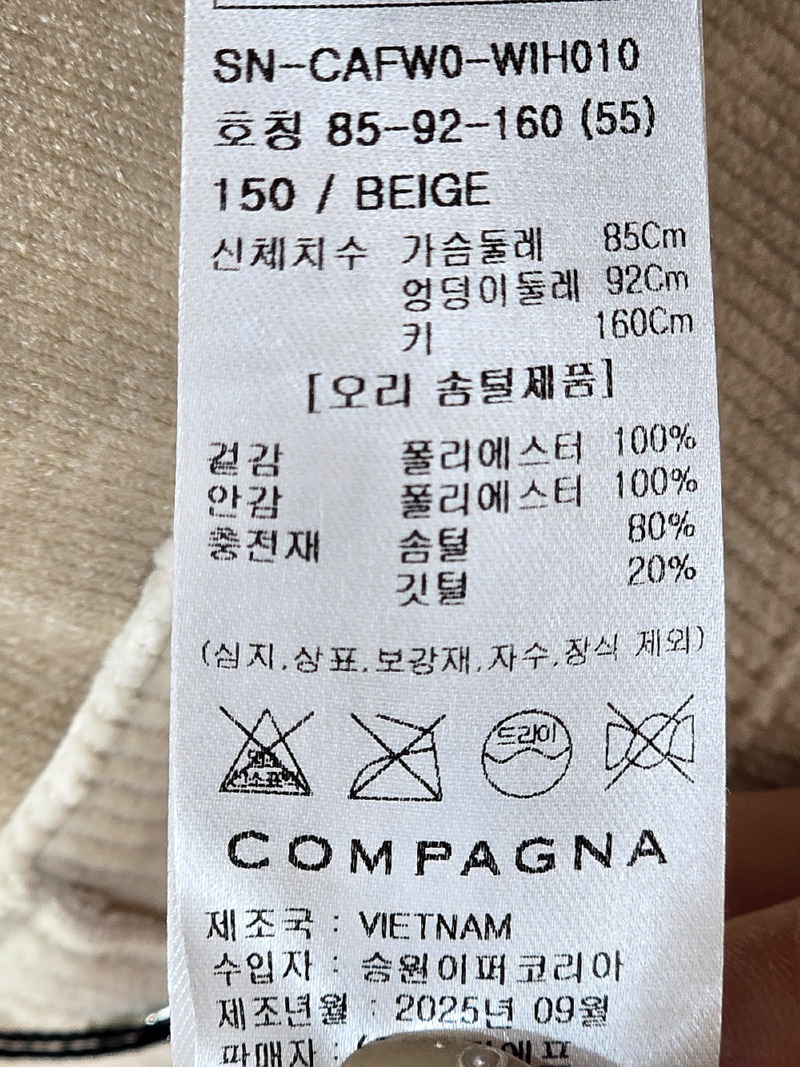 SN-CAFW0-WIH010
호칭 85-92-160 (55)
150 / BEIGE
신체치수 가슴둘레 85Cm
엉덩이둘레 92Cm
키 160Cm
[오리 솜털제품]
겉감 폴리에스터 100%
안감 폴리에스터 100%
충전재 솜털 80%
깃털 20%
(심지.상표.보강재.자수.장식 제외)
드라이
COMPAGNA
제조국 : VIETNAM
수입자 : 승원이퍼코리아
제조년월 : 2025년 09월
판매자 :